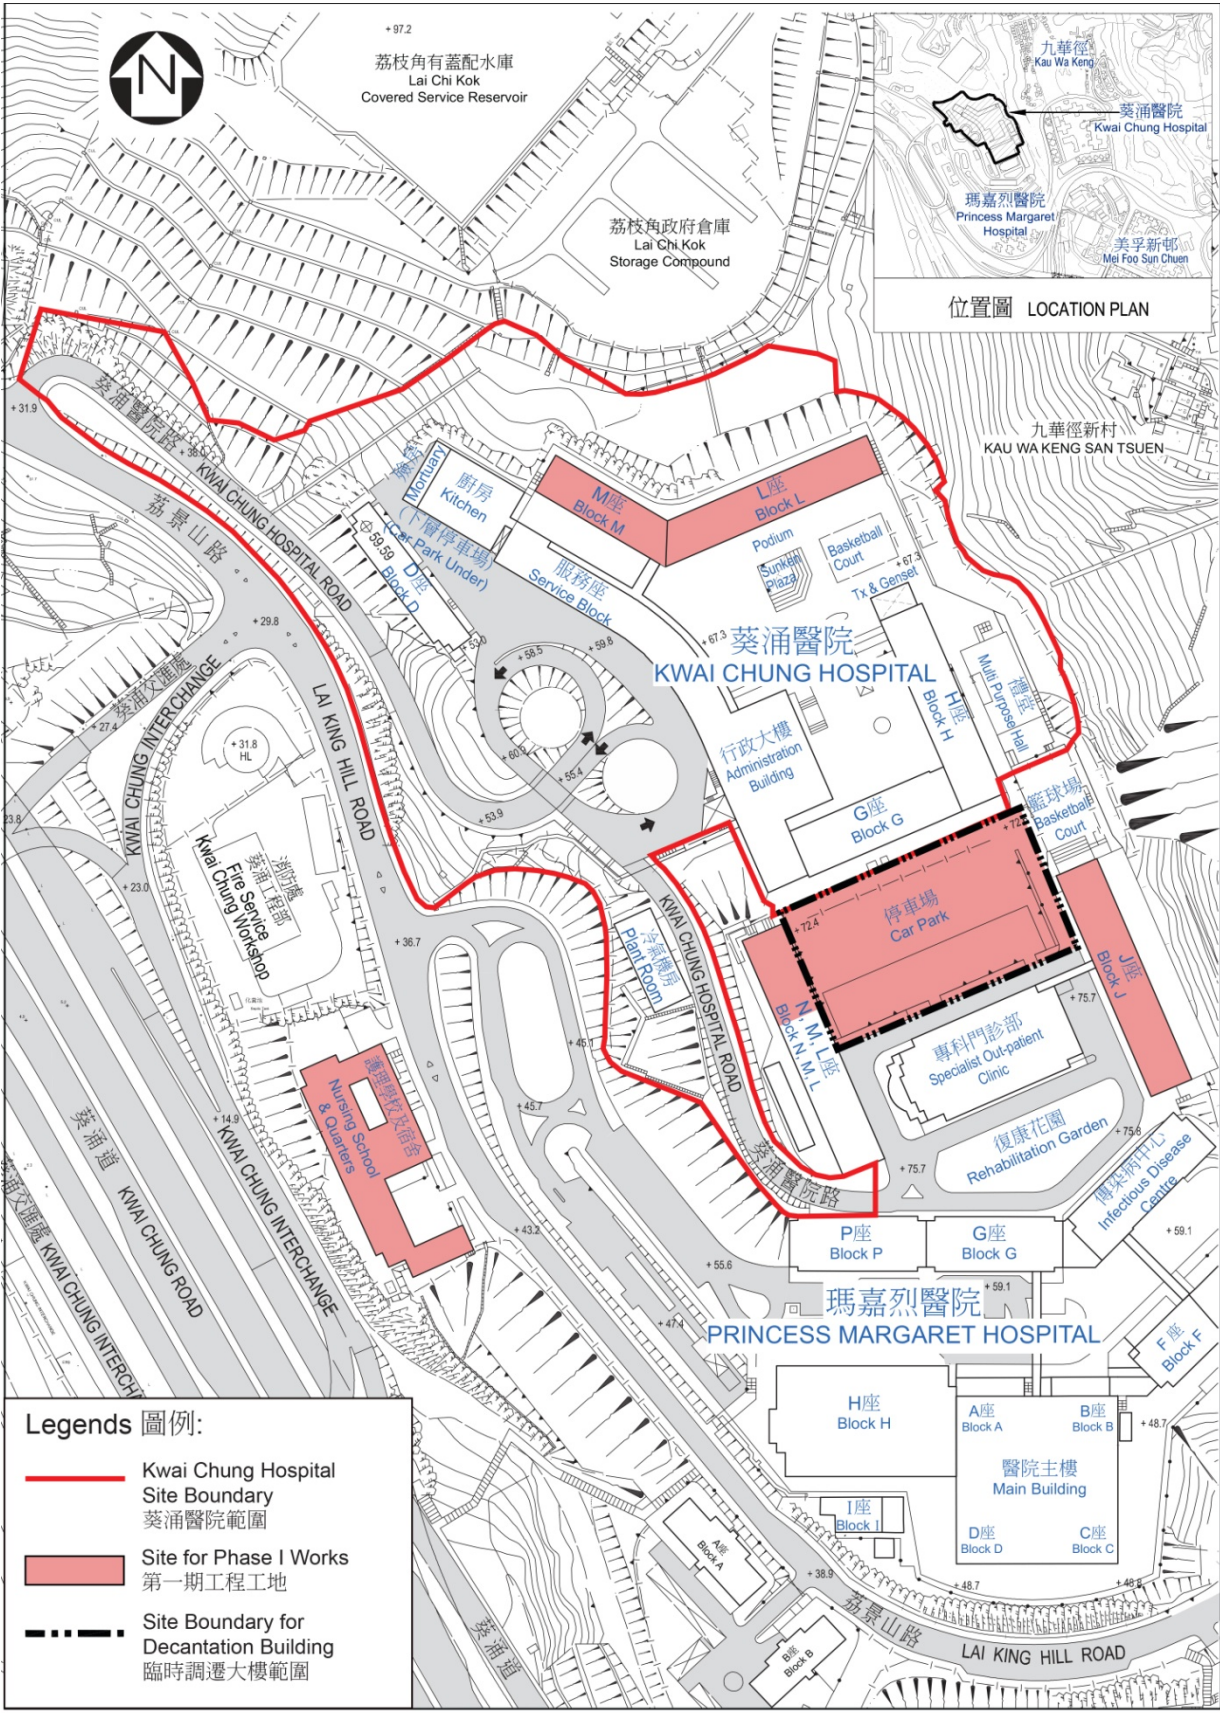 N
+ 97.2
荔枝角有蓋配水庫
Lai Chi Kok
Covered Service Reservoir
荔枝角政府倉庫
Lai Chi Kok
Storage Compound
九華徑
Kau Wa Keng
葵涌醫院
Kwai Chung Hospital
瑪嘉烈醫院
Princess Margaret
Hospital
美孚新邨
Mei Foo Sun Chuen
位置圖 LOCATION PLAN
九華徑新村
KAU WA KENG SAN TSUEN
+ 31.9
葵涌醫院路
KWAI CHUNG HOSPITAL ROAD
荔景山路
LAI KING HILL ROAD
殮房
Mortuary
廚房
Kitchen
(下層停車場)
(Car Park Under)
59.59
D座
Block D
M座
Block M
L座
Block L
服務座
Service Block
Podium
Sunken
Plaza
Basketball
Court
+ 67.3
Tx & Genset
+ 67.3
葵涌醫院
KWAI CHUNG HOSPITAL
H座
Block H
禮堂
Multi Purpose Hall
行政大樓
Administration
Building
G座
Block G
籃球場
Basketball
Court
+ 29.8
+ 53.0
+ 58.5
+ 59.8
+ 60.5
+ 55.4
+ 53.9
葵涌交匯處
KWAI CHUNG INTERCHANGE
+ 27.4
+ 31.8
HL
23.8
+ 23.0
消防處
葵涌工程部
Fire Service
Kwai Chung Workshop
+ 36.7
冷氣機房
Plant Room
KWAI CHUNG HOSPITAL ROAD
停車場
Car Park
+ 72.4
J座
Block J
+ 75.7
N, M, L座
Block N, M, L
專科門診部
Specialist Out-patient
Clinic
復康花園
Rehabilitation Garden
+ 75.8
傳染病中心
Infectious Disease
Centre
+ 59.1
+ 45.1
+ 45.7
護理學校及宿舍
Nursing School
& Quarters
+ 14.9
KWAI CHUNG INTERCHANGE
葵涌道
KWAI CHUNG ROAD
KWAI CHUNG INTERCHANGE
葵涌醫院路
+ 75.7
+ 43.2
+ 55.6
+ 47.4
P座
Block P
G座
Block G
+ 59.1
瑪嘉烈醫院
PRINCESS MARGARET HOSPITAL
F座
Block F
H座
Block H
A座
Block A
B座
Block B
+ 48.7
醫院主樓
Main Building
D座
Block D
C座
Block C
I座
Block I
+ 48.7
+ 48.8
A座
Block A
+ 38.9
B座
Block B
荔景山路
LAI KING HILL ROAD
葵涌道
Legends 圖例:
Kwai Chung Hospital
Site Boundary
葵涌醫院範圍
Site for Phase I Works
第一期工程工地
Site Boundary for
Decantation Building
臨時調遷大樓範圍